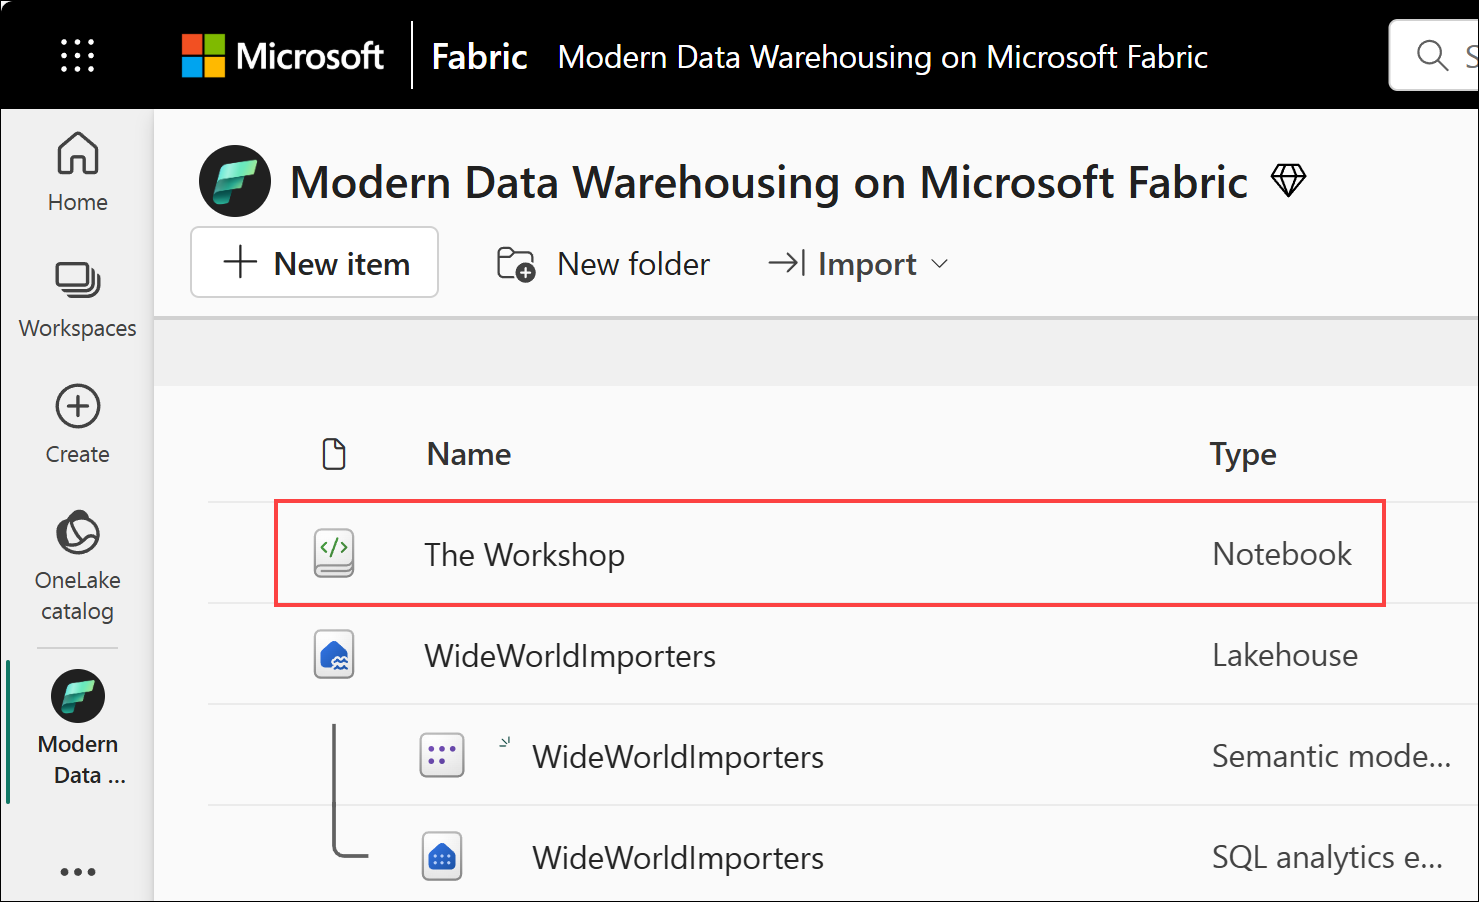 Microsoft Fabric Modern Data Warehousing on Microsoft Fabric
Home
Workspaces
Create
OneLake
catalog
Modern
Data ...
Modern Data Warehousing on Microsoft Fabric
New item New folder Import
Name Type
The Workshop Notebook
WideWorldImporters Lakehouse
WideWorldImporters Semantic mode...
WideWorldImporters SQL analytics e...